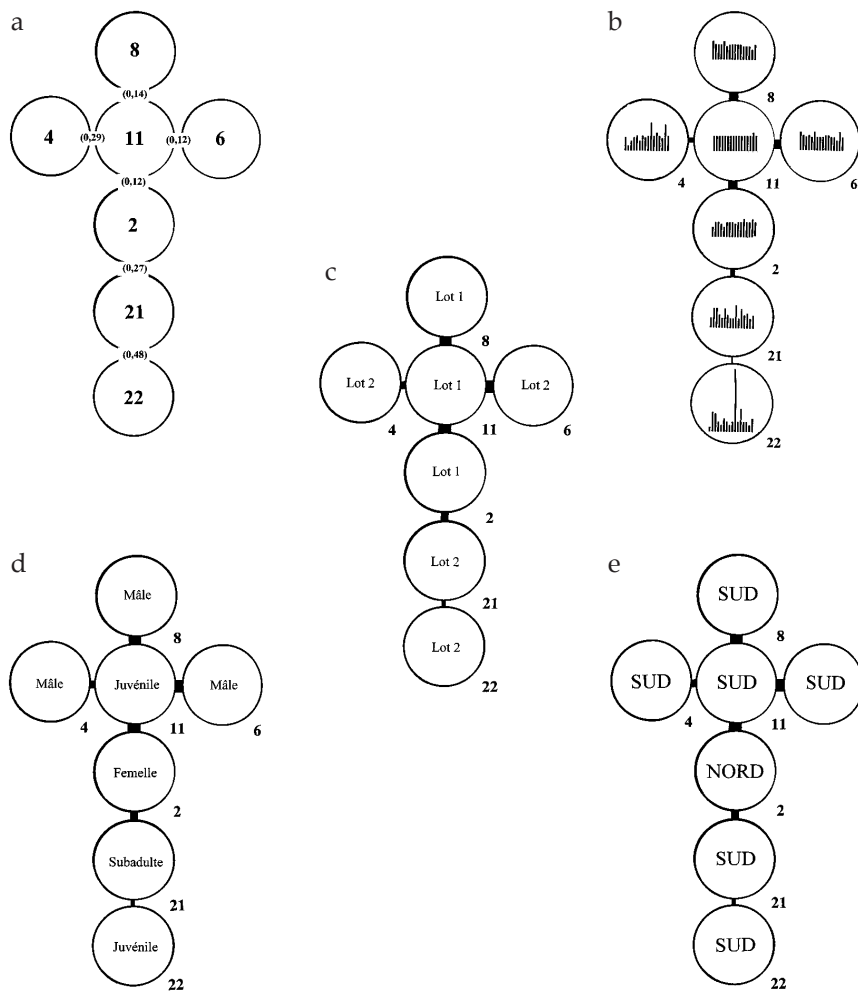 a
8
(0,14)
4
(0,29)
11
(0,12)
6
(0,12)
2
(0,27)
21
(0,48)
22
b
8
4
11
6
2
21
22
c
Lot 1
8
Lot 2
Lot 1
Lot 2
4
11
6
Lot 1
2
Lot 2
21
Lot 2
22
d
Mâle
8
Mâle
Juvénile
Mâle
4
11
6
Femelle
2
Subadulte
21
Juvénile
22
e
SUD
8
SUD
SUD
SUD
4
11
6
NORD
2
SUD
21
SUD
22